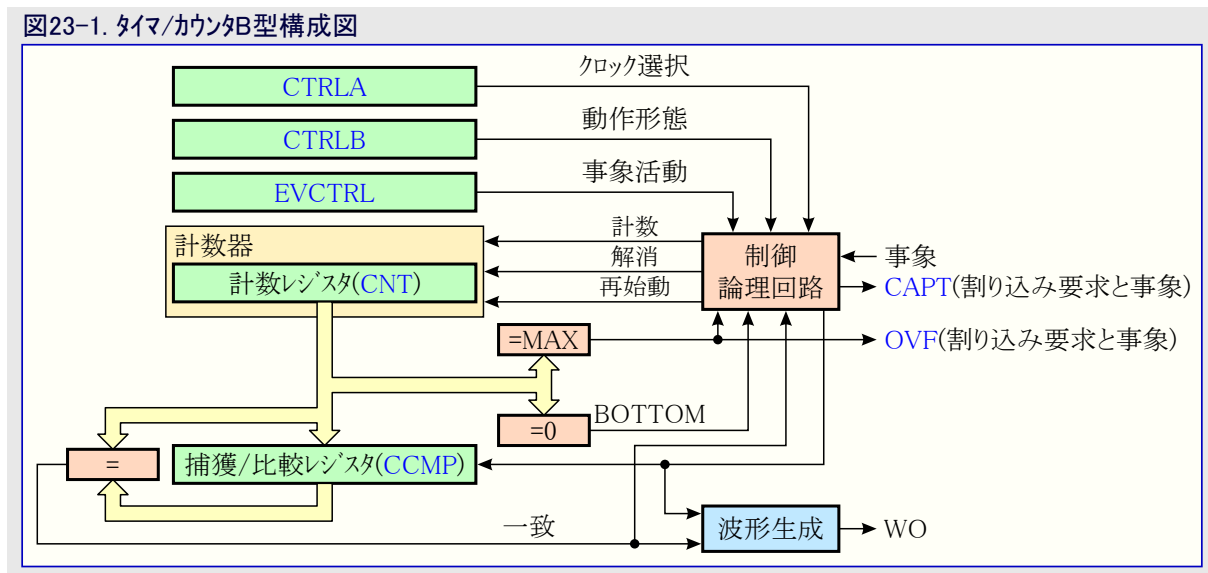 図23-1. ﾀｲﾏ/ｶｳﾝﾀB型構成図
CTRLA
クロック選択
CTRLB
動作形態
EVCTRL
事象活動
計数器
計数ﾚｼﾞｽﾀ(CNT)
計数
解消
再始動
制御
論理回路
事象
CAPT(割り込み要求と事象)
=MAX
OVF(割り込み要求と事象)
=0
BOTTOM
=
捕獲/比較ﾚｼﾞｽﾀ(CCMP)
一致
波形生成
WO